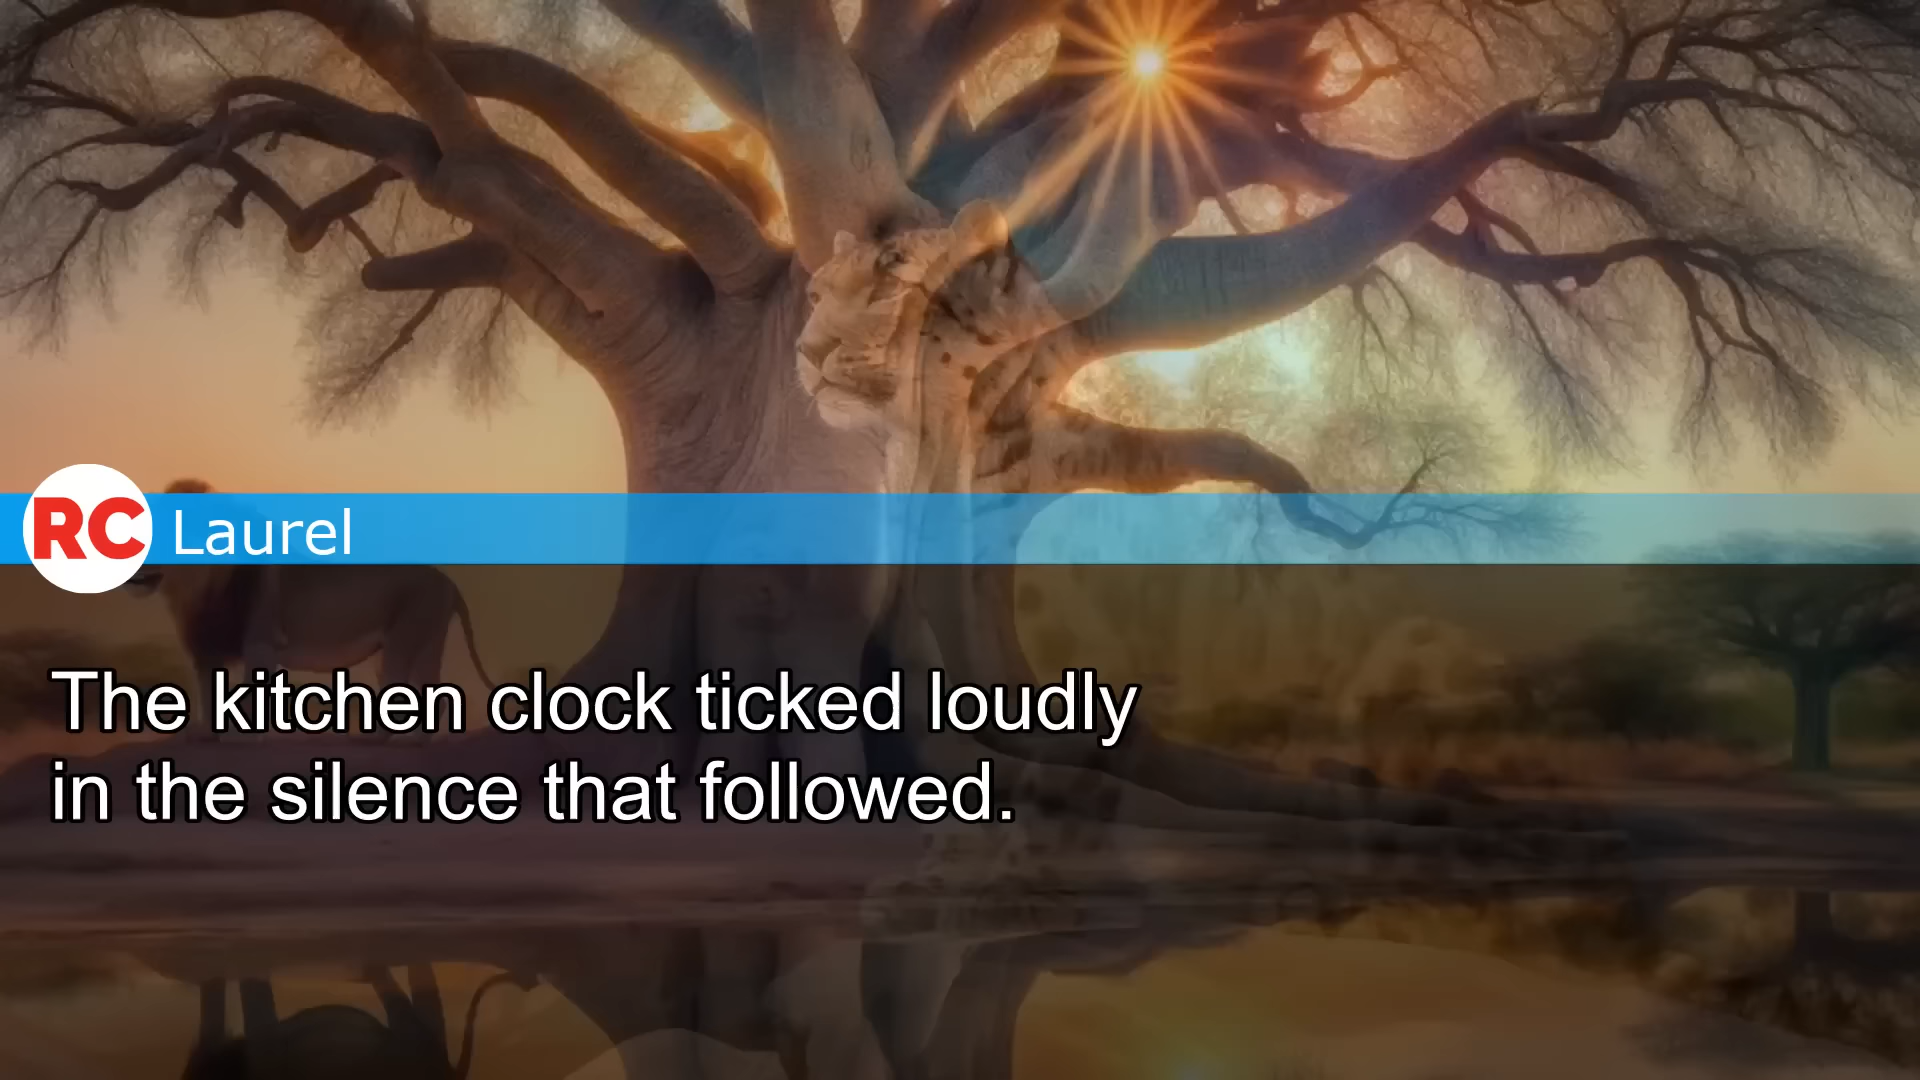 RC Laurel
The kitchen clock ticked loudly
in the silence that followed.